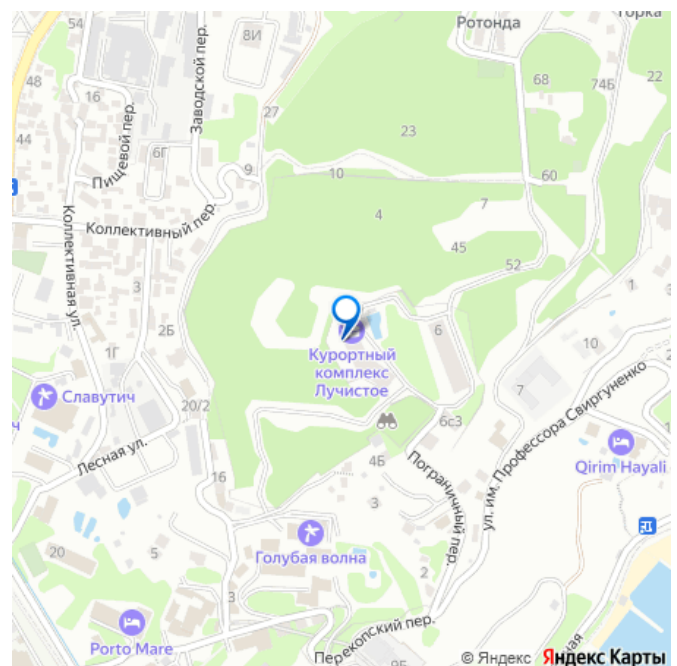 54
Ротонда
Горка
8И
48
68
74Б
22
16
Пищевой пер.
Заводской пер.
27
23
44
6Г
9
10
60
Коллективная ул.
Коллективный пер.
4
7
45
3
52
1
2Б
6
10
Курортный
комплекс
Лучистое
1Г
7
Славутич
20/2
6с3
ул. им. Профессора Свиргуненко
Лесная ул.
16
4Б
Пограничный пер.
Qirim Hayali
3
20
5
Голубая волна
2
3
Porto Mare
Перекопский пер.
9Б
© Яндекс Яндекс Карты